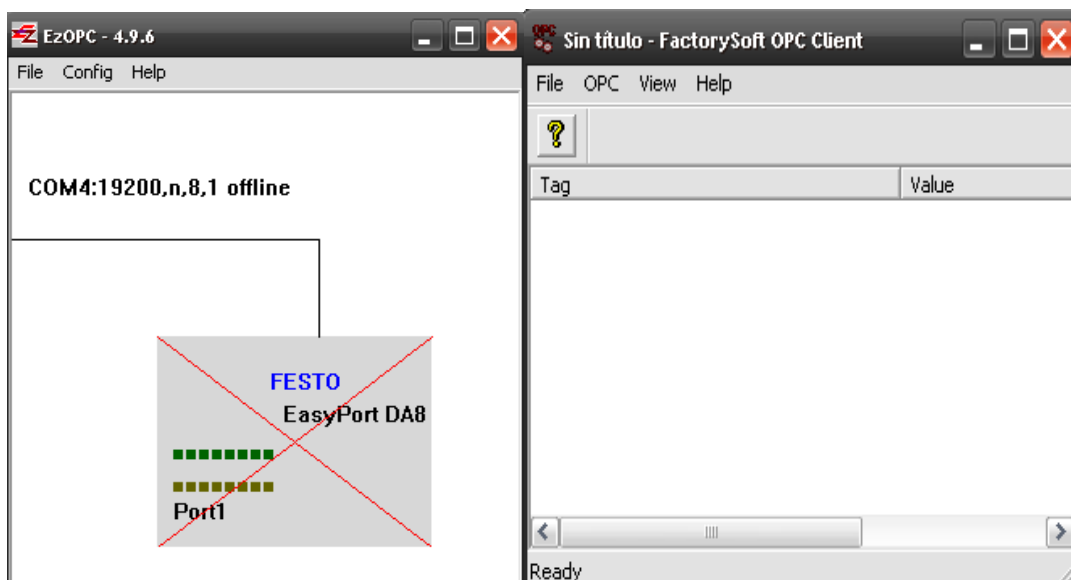 EzOPC - 4.9.6
File Config Help
COM4:19200,n,8,1 offline
FESTO
EasyPort DA8
Port1
OPC
Sin título - FactorySoft OPC Client
File OPC View Help
?
Tag Value
Ready